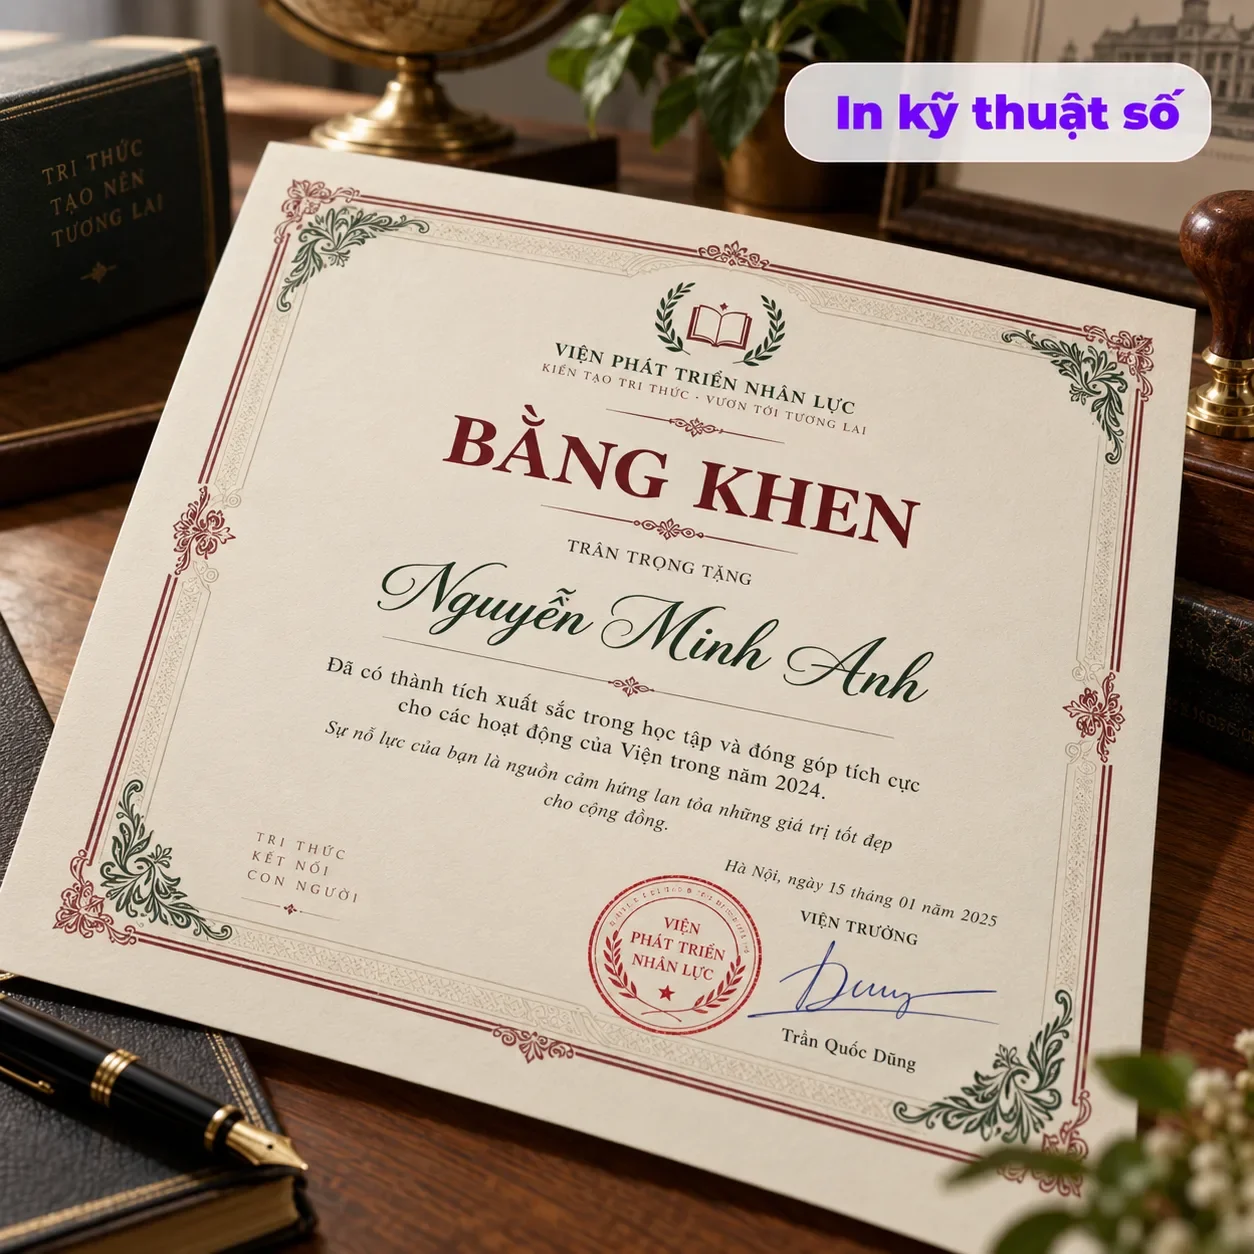 In kỹ thuật số
TRI THỨC
TẠO NÊN
TƯƠNG LAI
VIỆN PHÁT TRIỂN NHÂN LỰC
KIẾN TẠO TRI THỨC · VƯƠN TỚI TƯƠNG LAI
BẰNG KHEN
TRÂN TRỌNG TẶNG
Nguyễn Minh Anh
Đã có thành tích xuất sắc trong học tập và đóng góp tích cực
cho các hoạt động của Viện trong năm 2024.
Sự nỗ lực của bạn là nguồn cảm hứng lan tỏa những giá trị tốt đẹp
cho cộng đồng.
TRI THỨC
KẾT NỐI
CON NGƯỜI
Hà Nội, ngày 15 tháng 01 năm 2025
VIỆN TRƯỞNG
VIỆN
PHÁT TRIỂN
NHÂN LỰC
Dung
Trần Quốc Dũng